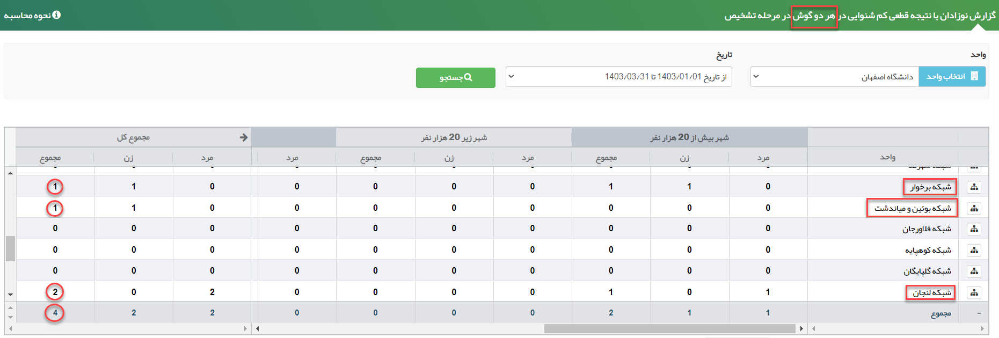 گزارش نوزادان با نتیجه قطعی کم شنوایی در هر دو گوش در مرحله تشخیص
نحوه محاسبه
واحد
تاریخ
انتخاب واحد
دانشگاه اصفهان
از تاریخ 1403/01/01 تا 1403/03/31
جستجو
شهر بیش از 20 هزار نفر شهر زیر 20 هزار نفر مجموع کل
واحد مرد زن مجموع مرد زن مجموع مرد مرد زن مجموع
شبکه برخوار 0 1 1 0 0 0 0 0 1 1
شبکه بوئین و میاندشت 0 0 0 0 0 0 0 0 1 1
شبکه فلاورجان 0 0 0 0 0 0 0 0 0 0
شبکه کوهپایه 0 0 0 0 0 0 0 0 0 0
شبکه گلپایگان 0 0 0 0 0 0 0 0 0 0
شبکه لنجان 1 0 1 0 0 0 0 2 0 2
- مجموع 1 1 2 0 0 0 0 2 2 4